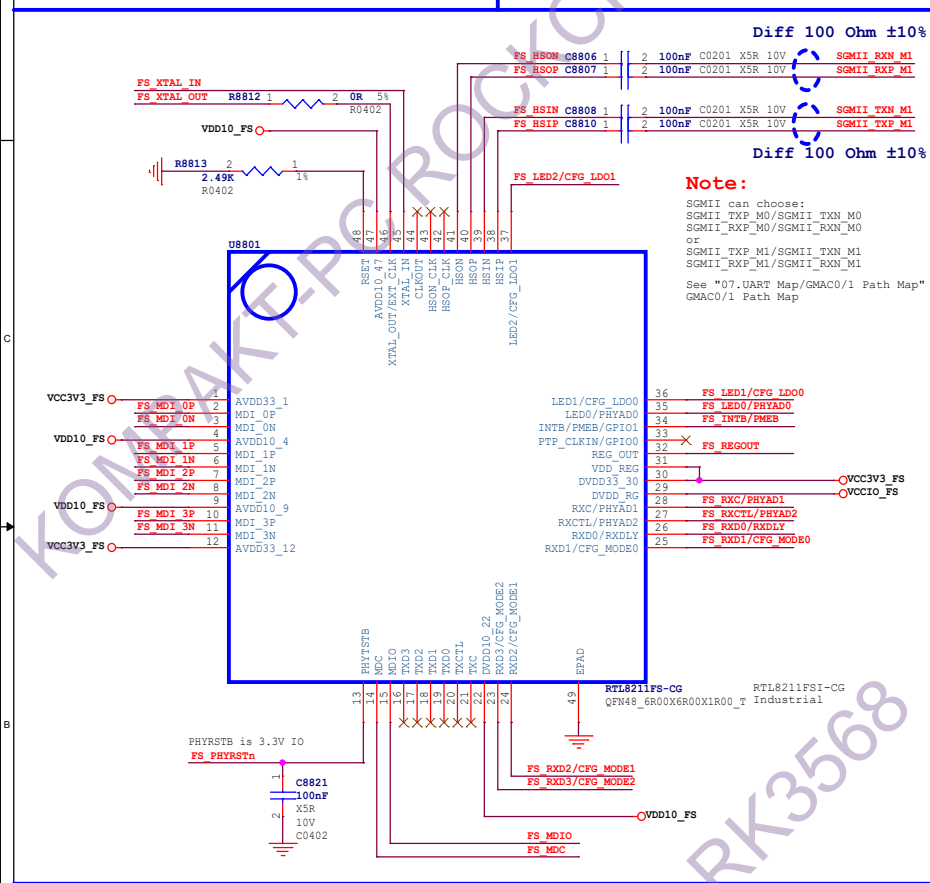 Diff 100 Ohm ±10%
FS_HSON C8806 1 2 100nF C0201 X5R 10V SGMII_RXN_M1
FS_HSOP C8807 1 2 100nF C0201 X5R 10V SGMII_RXP_M1
FS_XTAL_IN
FS_XTAL_OUT R8812 1 2 0R 5%
R0402
FS_HSIN C8808 1 2 100nF C0201 X5R 10V SGMII_TXN_M1
FS_HSIP C8810 1 2 100nF C0201 X5R 10V SGMII_TXP_M1
VDD10_FS
Diff 100 Ohm ±10%
R8813 2 1
2.49K 1%
R0402
FS_LED2/CFG_LDO1
Note:
SGMII can choose:
SGMII_TXP_M0/SGMII_TXN_M0
SGMII_RXP_M0/SGMII_RXN_M0
or
SGMII_TXP_M1/SGMII_TXN_M1
SGMII_RXP_M1/SGMII_RXN_M1
See "07.UART Map/GMAC0/1 Path Map"
GMAC0/1 Path Map
U8801
48 RSET
47 AVDD10_47
46 XTAL_OUT/EXT_CLK
45 XTAL_IN
44 CLKOUT
43 HSON_CLK
42 HSOP_CLK
41 HSON
40 HSOP
39 HSIN
38 HSIP
37 LED2/CFG_LDO1
C
VCC3V3_FS 1 AVDD33_1
FS_MDI_0P 2 MDI_0P
FS_MDI_0N 3 MDI_0N
VDD10_FS 4 AVDD10_4
FS_MDI_1P 5 MDI_1P
FS_MDI_1N 6 MDI_1N
FS_MDI_2P 7 MDI_2P
FS_MDI_2N 8 MDI_2N
VDD10_FS 9 AVDD10_9
FS_MDI_3P 10 MDI_3P
FS_MDI_3N 11 MDI_3N
VCC3V3_FS 12 AVDD33_12
LED1/CFG_LDO0 36 FS_LED1/CFG_LDO0
LED0/PHYAD0 35 FS_LED0/PHYAD0
INTB/PMEB/GPIO1 34 FS_INTB/PMEB
PTP_CLKIN/GPIO0 33
REG_OUT 32 FS_REGOUT
VDD_REG 31
DVDD33_30 30 VCC3V3_FS
DVDD_RG 29 VCCIO_FS
RXC/PHYAD1 28 FS_RXC/PHYAD1
RXCTL/PHYAD2 27 FS_RXCTL/PHYAD2
RXD0/RXDLY 26 FS_RXD0/RXDLY
RXD1/CFG_MODE0 25 FS_RXD1/CFG_MODE0
13 PHYTSTB
14 MDC
15 MDIO
16 TXD3
17 TXD2
18 TXD1
19 TXD0
20 TXCTL
21 TXC
22 DVDD10_22
23 RXD3/CFG_MODE2
24 RXD2/CFG_MODE1
49 EPAD
RTL8211FS-CG RTL8211FSI-CG
QFN48_6R00X6R00X1R00_T Industrial
B
PHYRSTB is 3.3V IO
FS_PHYRSTn
1 C8821
100nF
X5R
2 10V
C0402
FS_RXD2/CFG_MODE1
FS_RXD3/CFG_MODE2
VDD10_FS
FS_MDIO
FS_MDC
KOMPAKT-PC ROCKO
RK3568